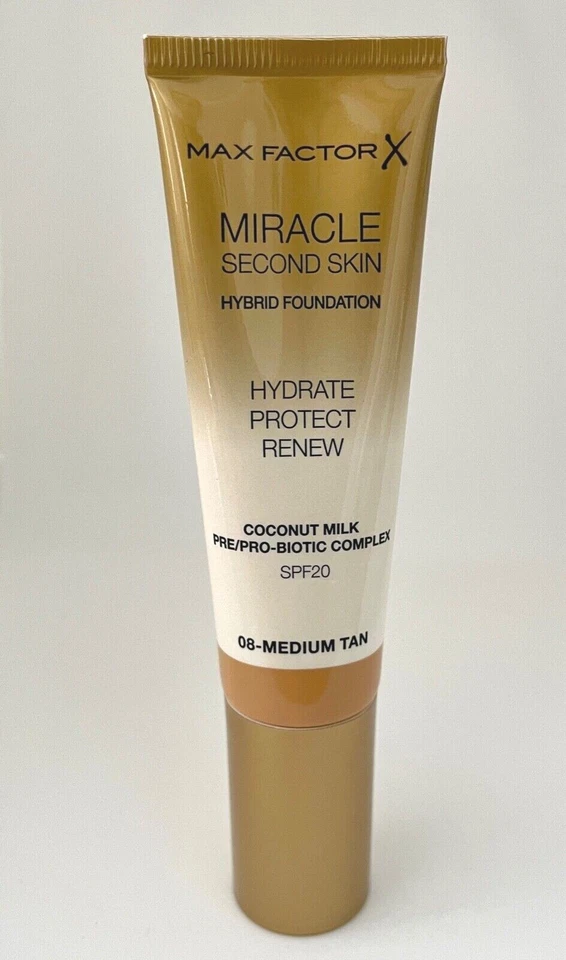 MAX FACTOR X
MIRACLE
SECOND SKIN
HYBRID FOUNDATION
HYDRATE
PROTECT
RENEW
COCONUT MILK
PRE/PRO-BIOTIC COMPLEX
SPF20
08-MEDIUM TAN